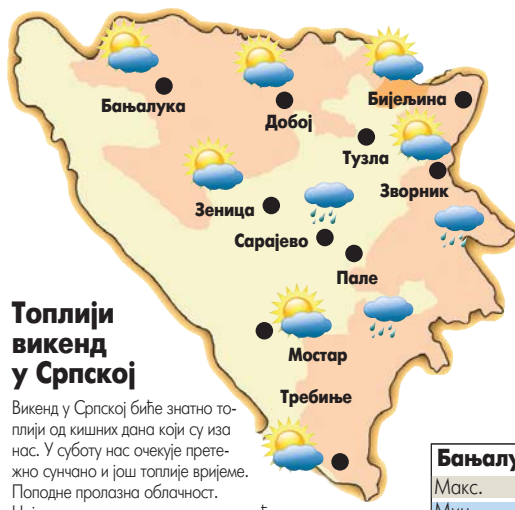 Бањалука
Добој
Бијељина
Тузла
Зворник
Зеница
Сарајево
Пале
Мостар
Требиње
Топлији
викенд
у Српској
Викенд у Српској биће знатно то-
плији од кишних дана који су иза
нас. У суботу нас очекује прете-
жно сунчано и још топлије вријеме.
Поподне пролазна облачност.
Макс.